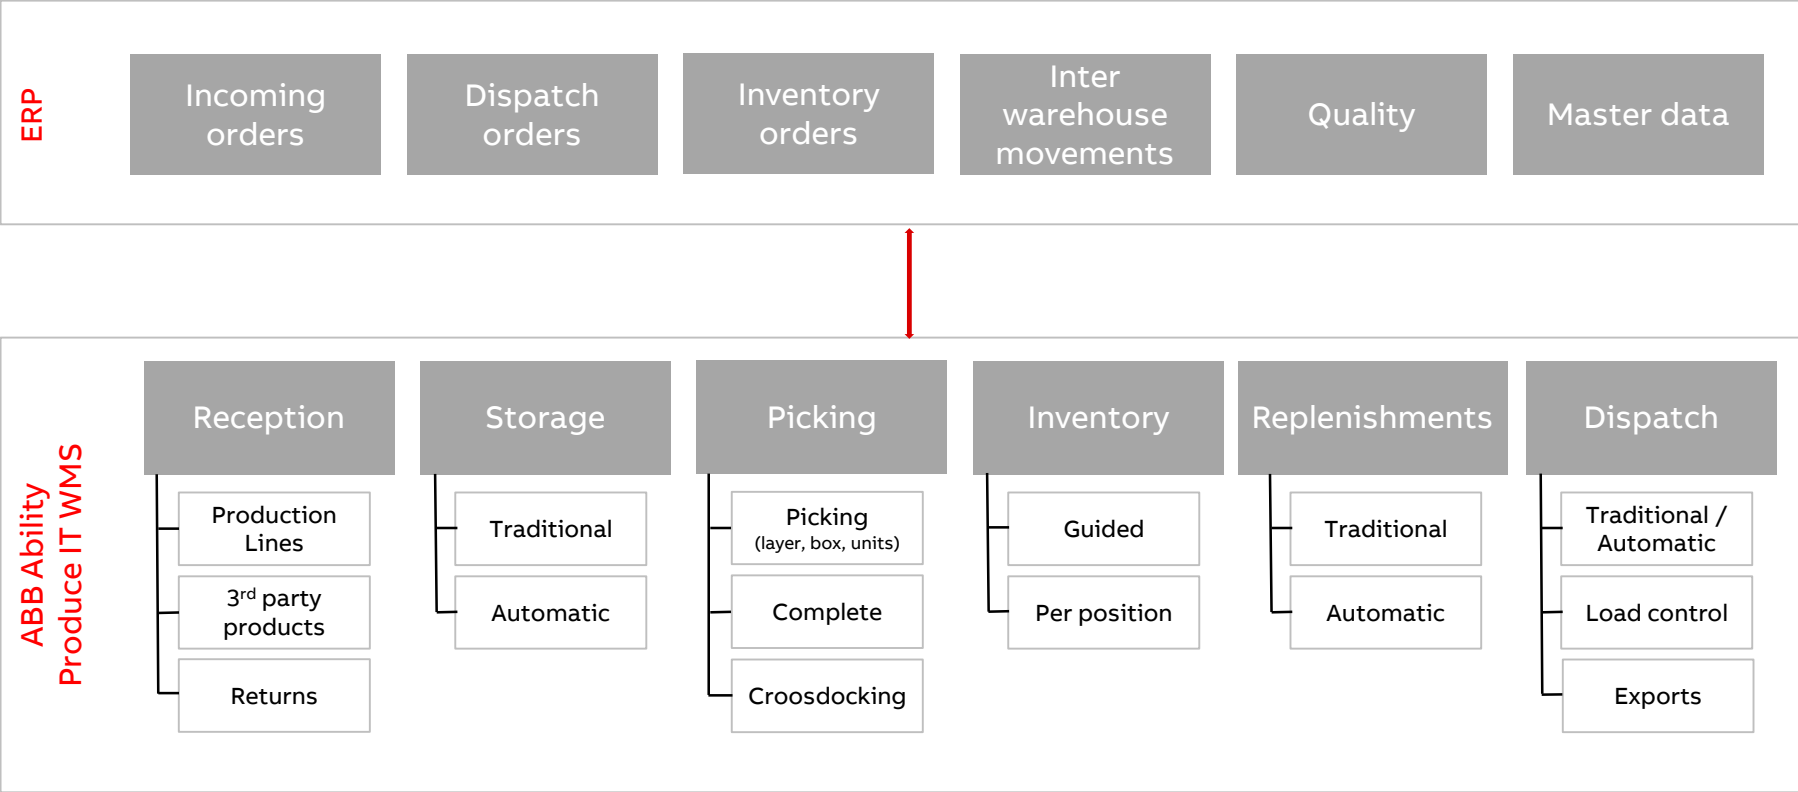 ERP
Incoming
orders
Dispatch
orders
Inventory
orders
Inter
warehouse
movements
Quality
Master data
ABB Ability
Produce IT WMS
Reception
Production
Lines
3rd party
products
Returns
Storage
Traditional
Automatic
Picking
Picking
(layer, box, units)
Complete
Croosdocking
Inventory
Guided
Per position
Replenishments
Traditional
Automatic
Dispatch
Traditional /
Automatic
Load control
Exports